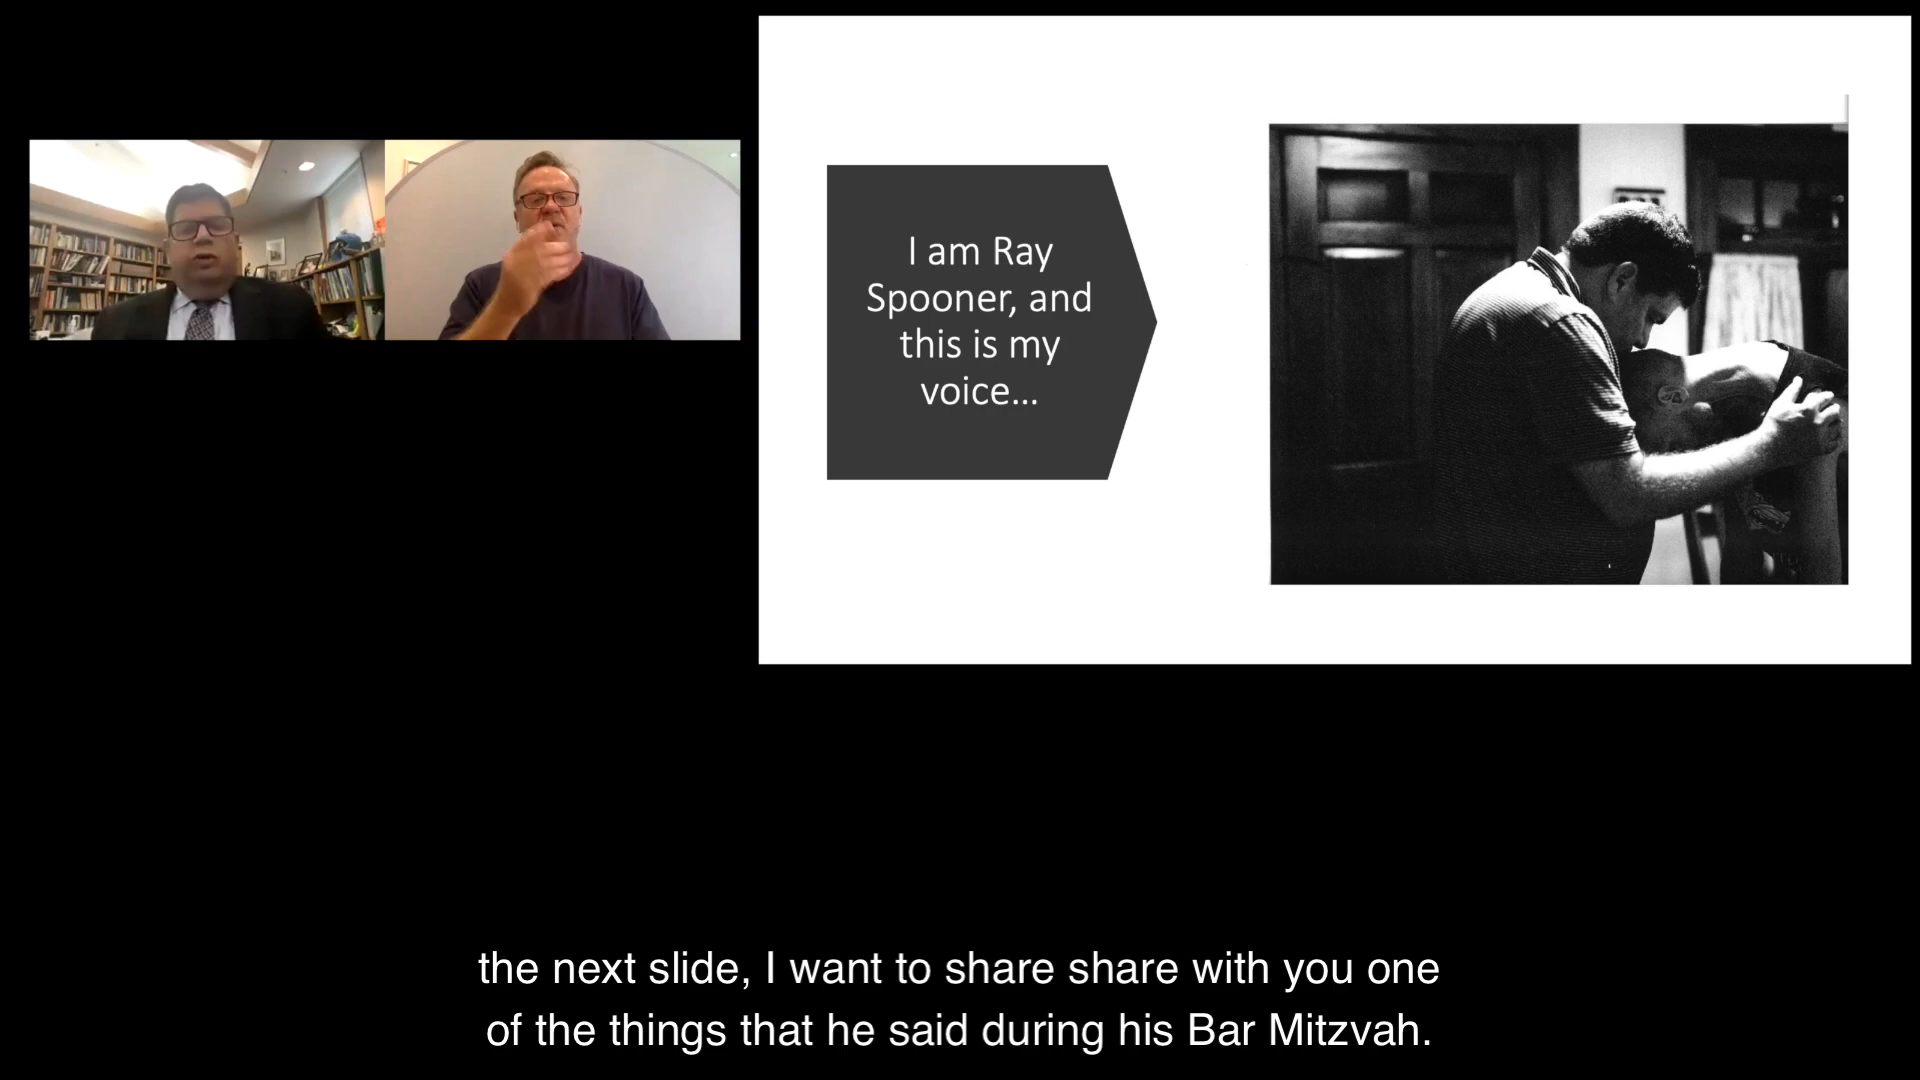 I am Ray
Spooner, and
this is my
voice...
the next slide, I want to share share with you one
of the things that he said during his Bar Mitzvah.